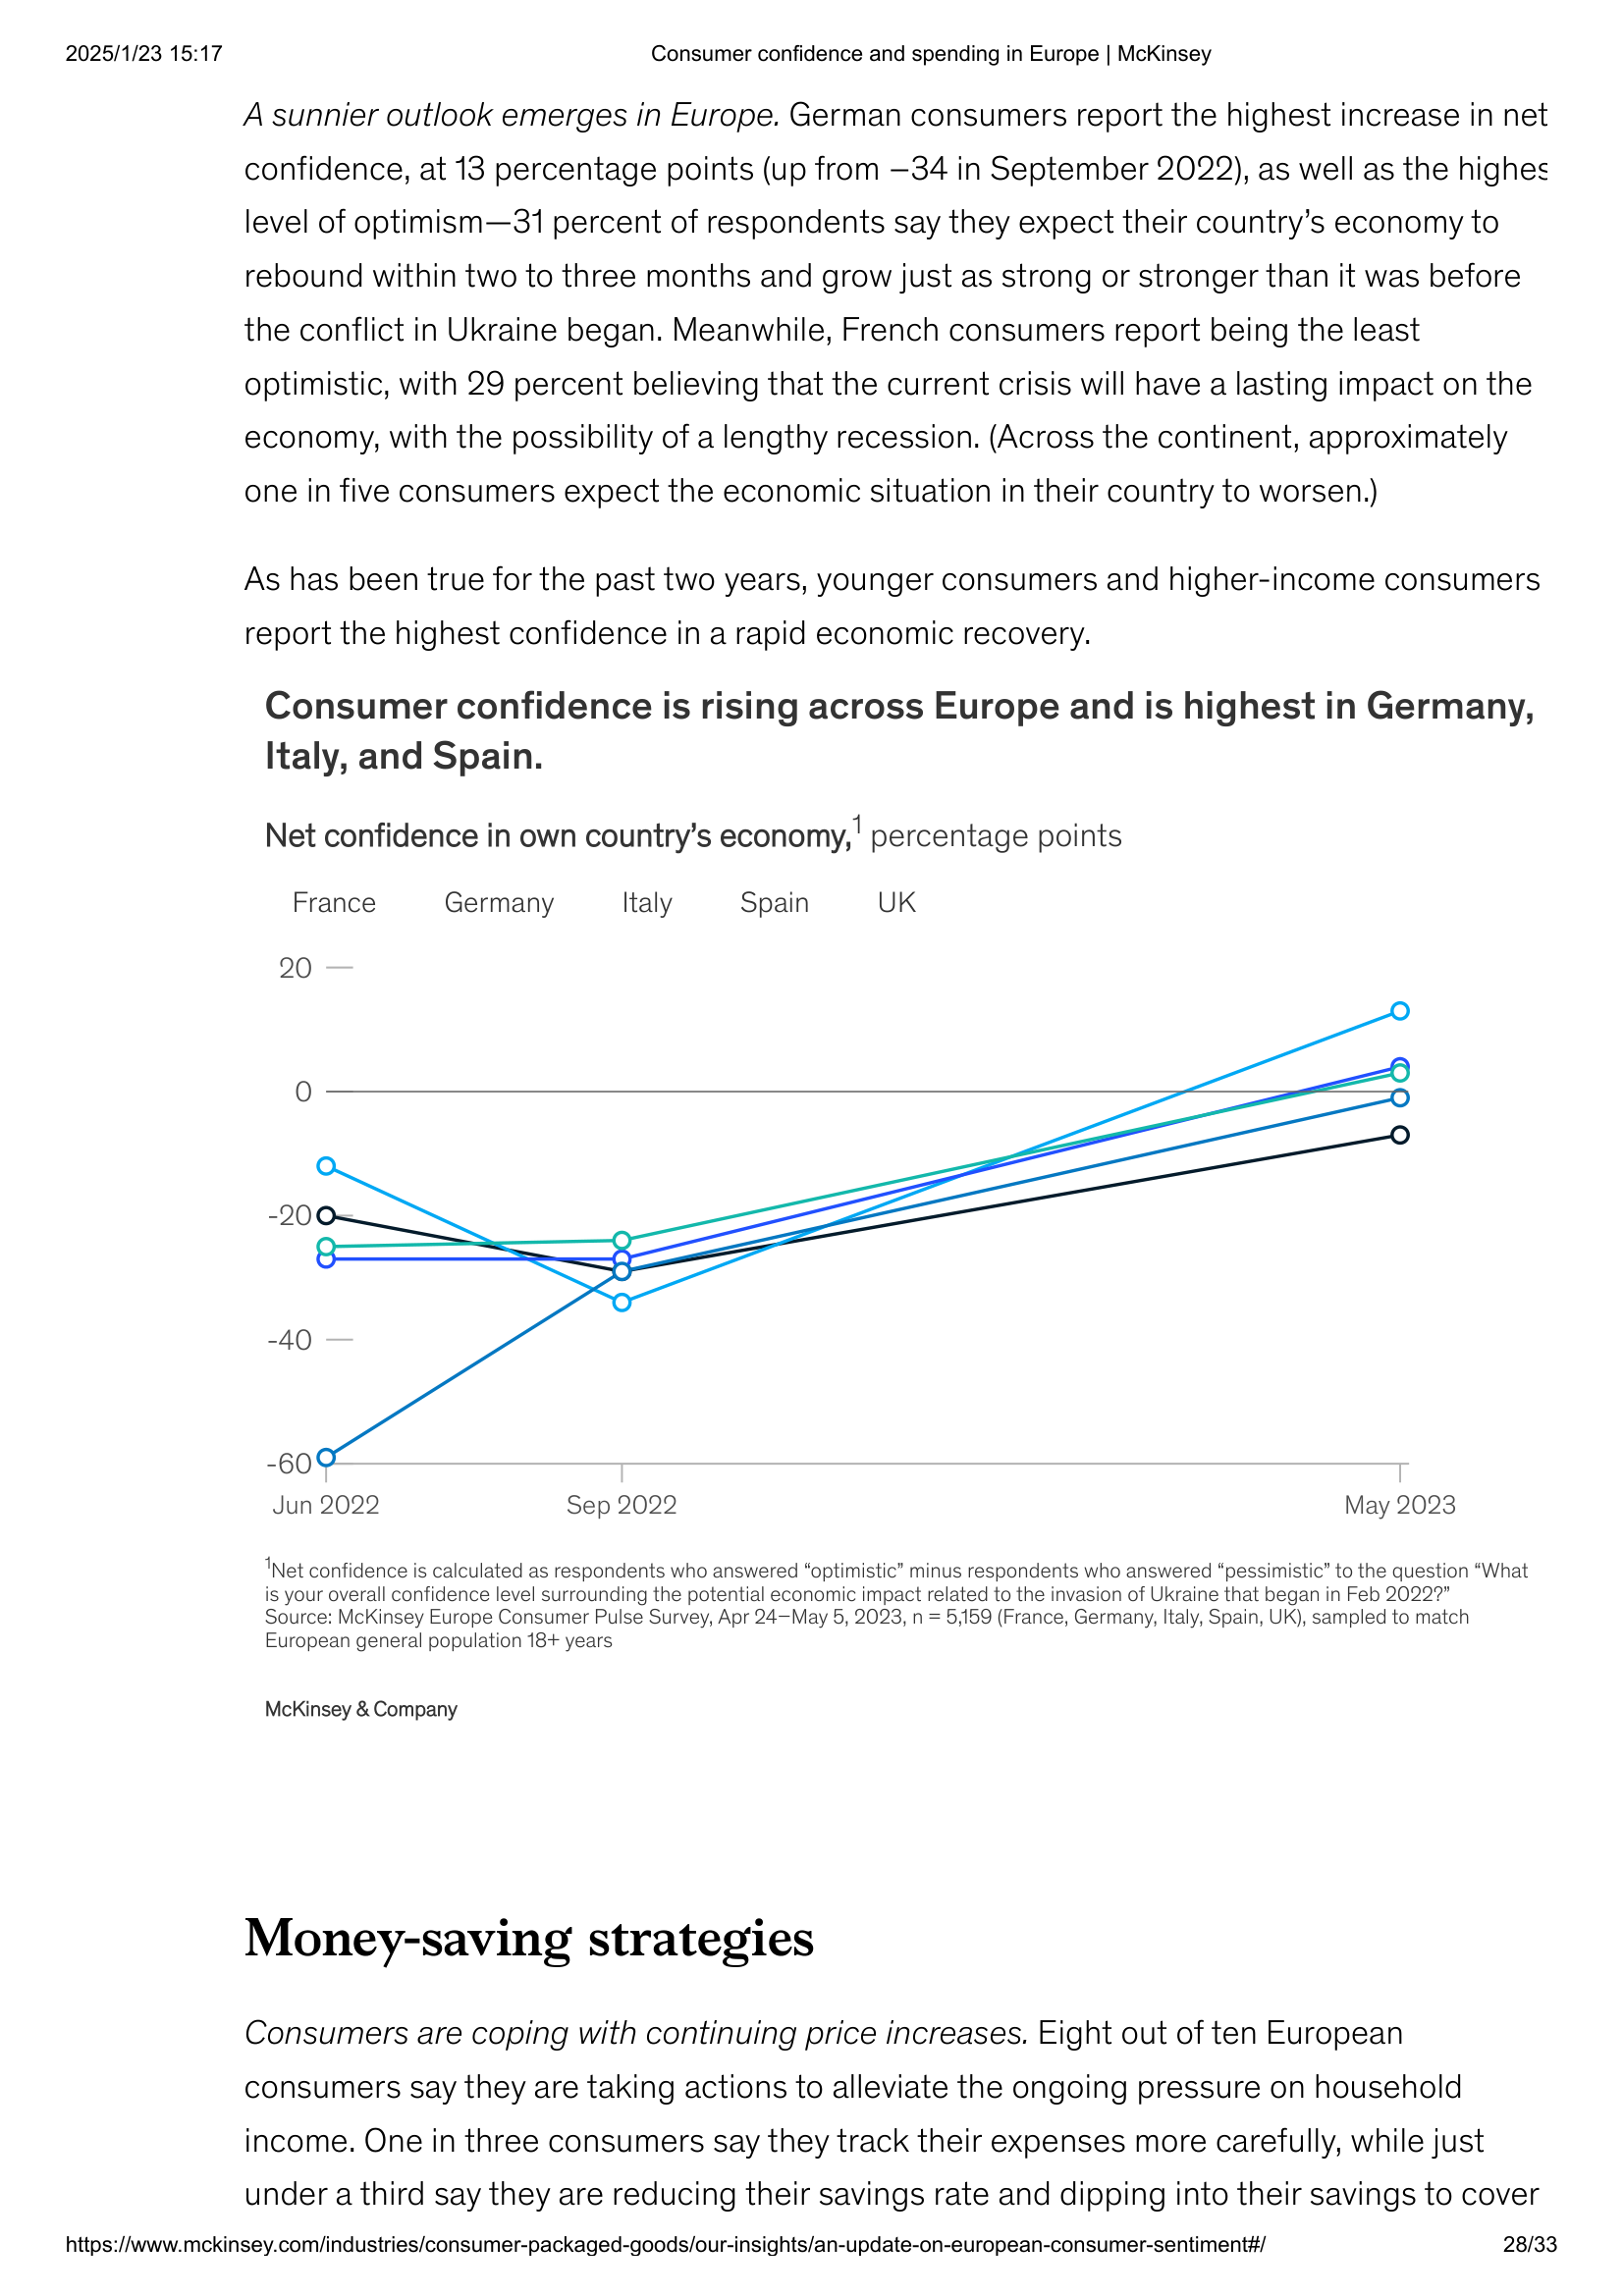 2025/1/23 15:17
Consumer confidence and spending in Europe | McKinsey
A sunnier outlook emerges in Europe. German consumers report the highest increase in net
confidence, at 13 percentage points (up from –34 in September 2022), as well as the highes
level of optimism—31 percent of respondents say they expect their country’s economy to
rebound within two to three months and grow just as strong or stronger than it was before
the conflict in Ukraine began. Meanwhile, French consumers report being the least
optimistic, with 29 percent believing that the current crisis will have a lasting impact on the
economy, with the possibility of a lengthy recession. (Across the continent, approximately
one in five consumers expect the economic situation in their country to worsen.)
As has been true for the past two years, younger consumers and higher-income consumers
report the highest confidence in a rapid economic recovery.
Consumer confidence is rising across Europe and is highest in Germany,
Italy, and Spain.
Net confidence in own country’s economy,¹ percentage points
France Germany Italy Spain UK
20
0
-20
-40
-60
Jun 2022 Sep 2022 May 2023
¹Net confidence is calculated as respondents who answered “optimistic” minus respondents who answered “pessimistic” to the question “What
is your overall confidence level surrounding the potential economic impact related to the invasion of Ukraine that began in Feb 2022?”
Source: McKinsey Europe Consumer Pulse Survey, Apr 24–May 5, 2023, n = 5,159 (France, Germany, Italy, Spain, UK), sampled to match
European general population 18+ years
McKinsey & Company
Money-saving strategies
Consumers are coping with continuing price increases. Eight out of ten European
consumers say they are taking actions to alleviate the ongoing pressure on household
income. One in three consumers say they track their expenses more carefully, while just
under a third say they are reducing their savings rate and dipping into their savings to cover
https://www.mckinsey.com/industries/consumer-packaged-goods/our-insights/an-update-on-european-consumer-sentiment#/
28/33